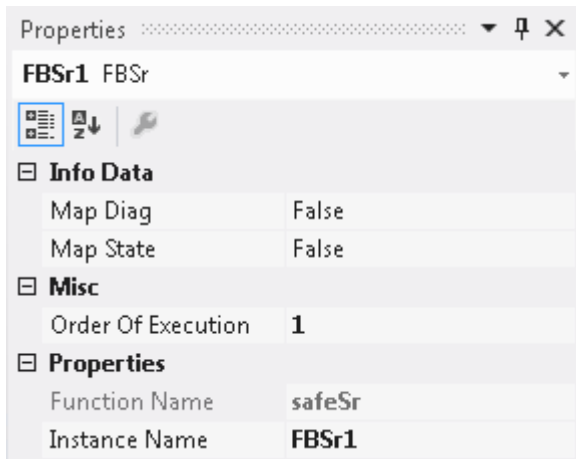 Properties
FBSr1 FBSr
Info Data
Map Diag False
Map State False
Misc
Order Of Execution 1
Properties
Function Name safeSr
Instance Name FBSr1